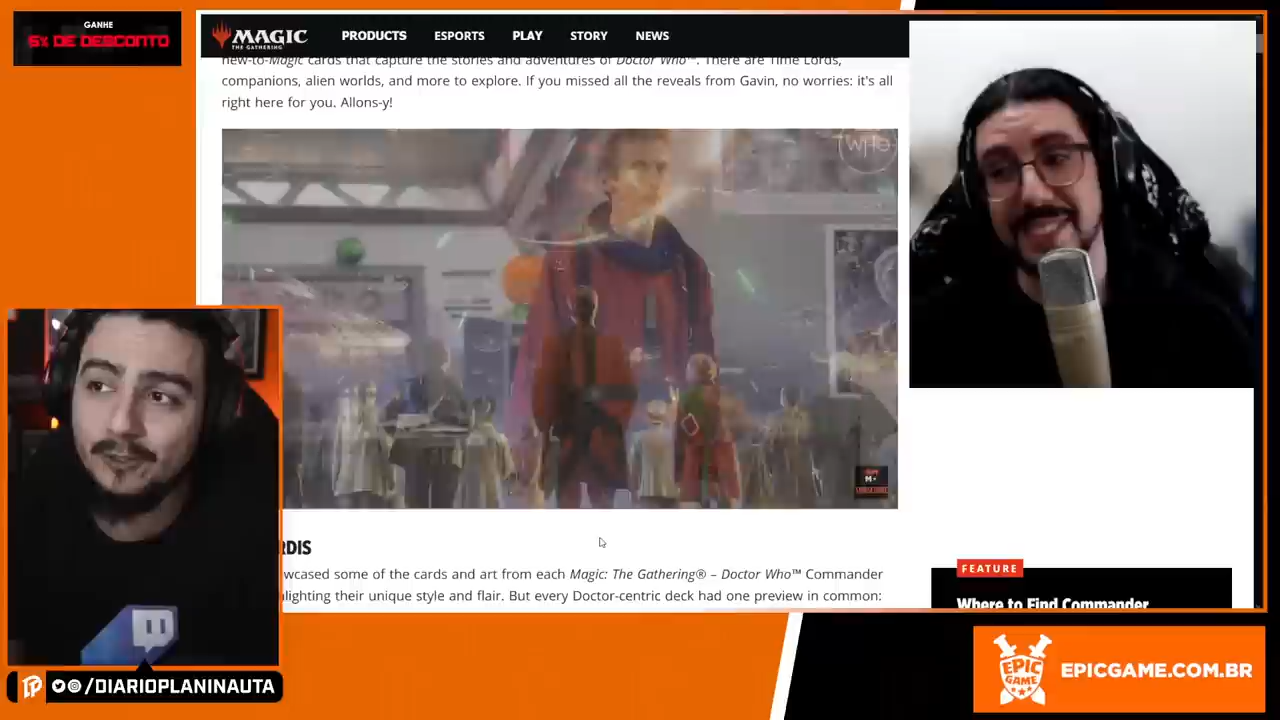 GANHE
5% DE DESCONTO
MAGIC
THE GATHERING
PRODUCTS
ESPORTS
PLAY
STORY
NEWS
new-to-Magic cards that capture the stories and adventures of Doctor Who™. There are Time Lords,
companions, alien worlds, and more to explore. If you missed all the reveals from Gavin, no worries: it's all
right here for you. Allons-y!
WHO
RDIS
wcased some of the cards and art from each Magic: The Gathering® – Doctor Who™ Commander
hlighting their unique style and flair. But every Doctor-centric deck had one preview in common:
FEATURE
Where to Find Commander
/DIARIOPLANINAUTA
EPIC
GAME
EPICGAME.COM.BR